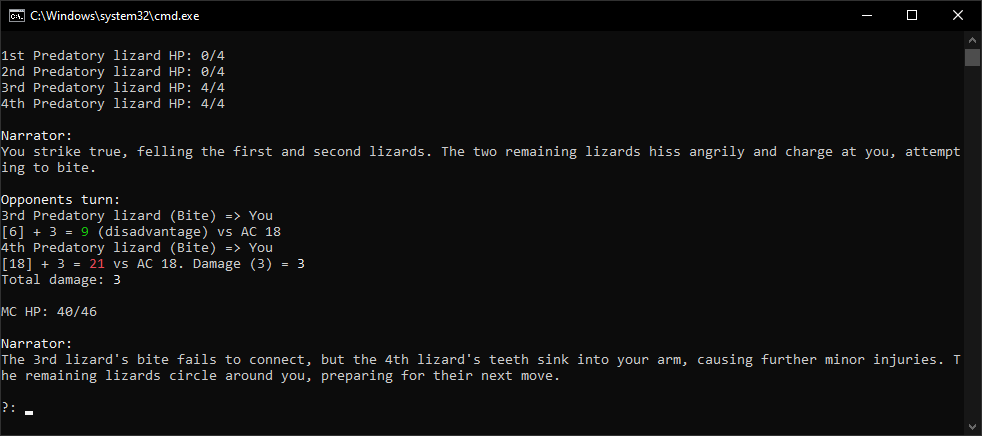 C:\Windows\system32\cmd.exe
1st Predatory lizard HP: 0/4
2nd Predatory lizard HP: 0/4
3rd Predatory lizard HP: 4/4
4th Predatory lizard HP: 4/4
Narrator:
You strike true, felling the first and second lizards. The two remaining lizards hiss angrily and charge at you, attempt
ing to bite.
Opponents turn:
3rd Predatory lizard (Bite) => You
[6] + 3 = 9 (disadvantage) vs AC 18
4th Predatory lizard (Bite) => You
[18] + 3 = 21 vs AC 18. Damage (3) = 3
Total damage: 3
MC HP: 40/46
Narrator:
The 3rd lizard's bite fails to connect, but the 4th lizard's teeth sink into your arm, causing further minor injuries. T
he remaining lizards circle around you, preparing for their next move.
?: